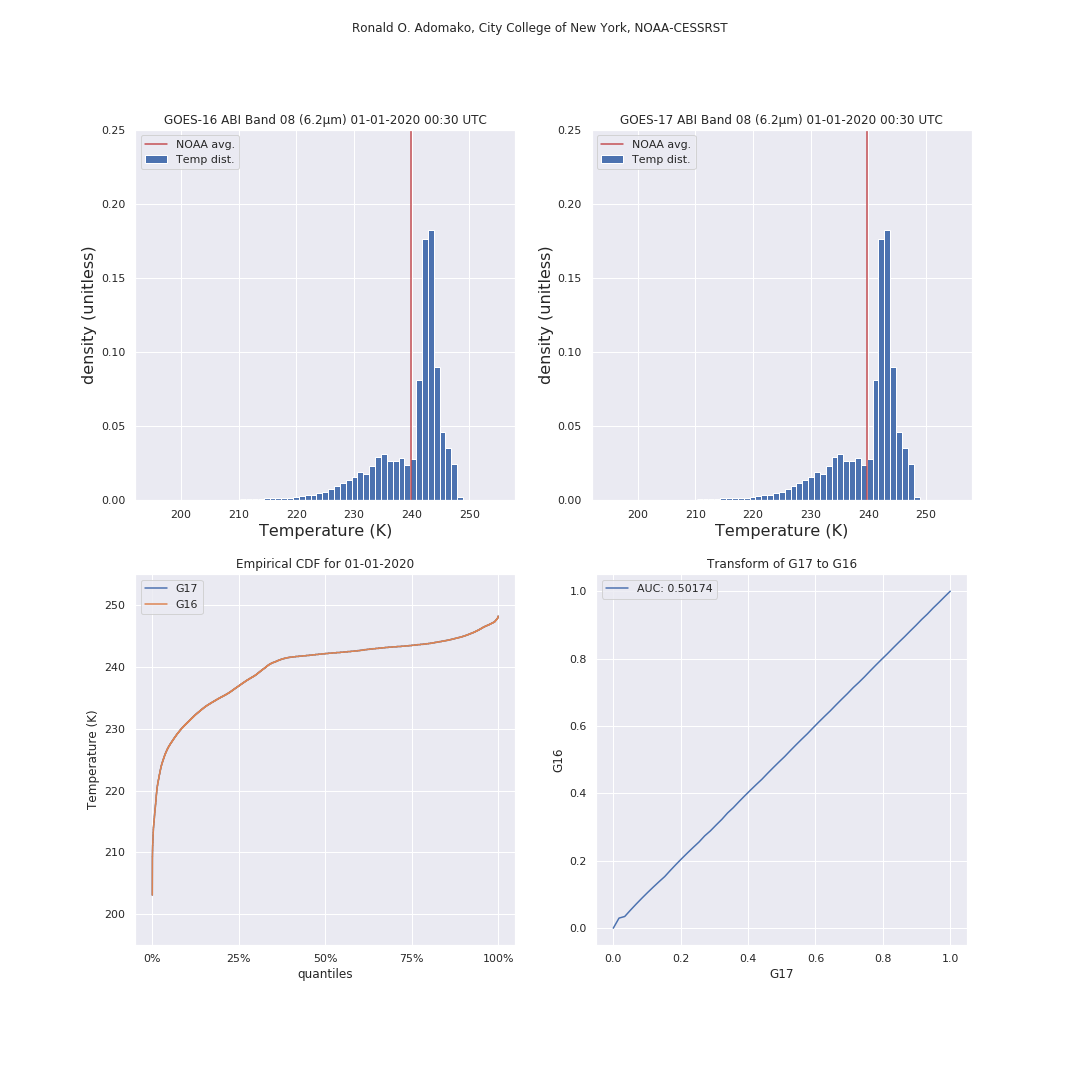 Ronald O. Adomako, City College of New York, NOAA-CESSRST
GOES-16 ABI Band 08 (6.2μm) 01-01-2020 00:30 UTC
NOAA avg.
Temp dist.
0.25
0.20
0.15
0.10
0.05
0.00
density (unitless)
200 210 220 230 240 250
Temperature (K)
GOES-17 ABI Band 08 (6.2μm) 01-01-2020 00:30 UTC
NOAA avg.
Temp dist.
0.25
0.20
0.15
0.10
0.05
0.00
density (unitless)
200 210 220 230 240 250
Temperature (K)
Empirical CDF for 01-01-2020
G17
G16
250
240
230
220
210
200
Temperature (K)
0% 25% 50% 75% 100%
quantiles
Transform of G17 to G16
AUC: 0.50174
1.0
0.8
0.6
0.4
0.2
0.0
G16
0.0 0.2 0.4 0.6 0.8 1.0
G17